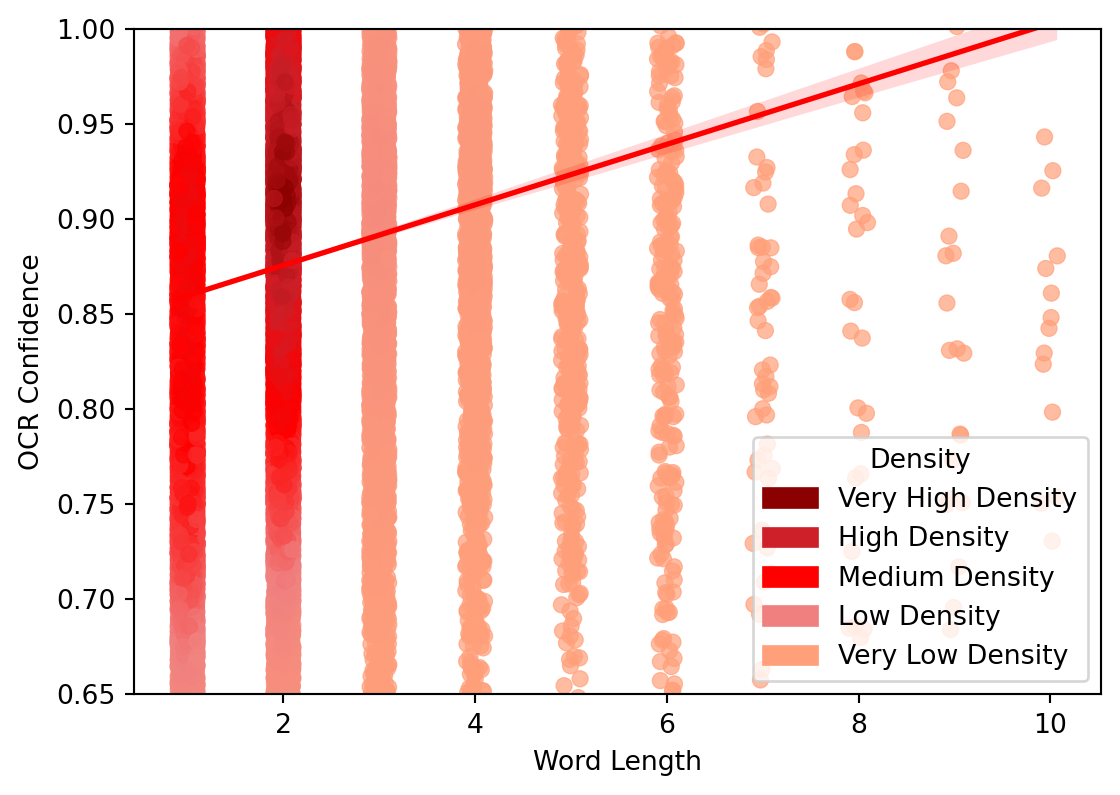 1.00
0.95
0.90
0.85
0.80
0.75
0.70
0.65
OCR Confidence
Density
Very High Density
High Density
Medium Density
Low Density
Very Low Density
2 4 6 8 10
Word Length